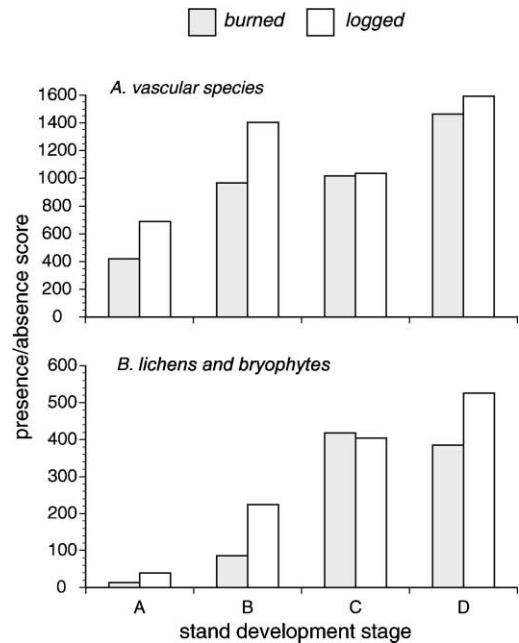 burned logged
A. vascular species
1600
1400
1200
1000
800
600
400
200
0
B. lichens and bryophytes
600
500
400
300
200
100
0
presence/absence score
A B C D
stand development stage